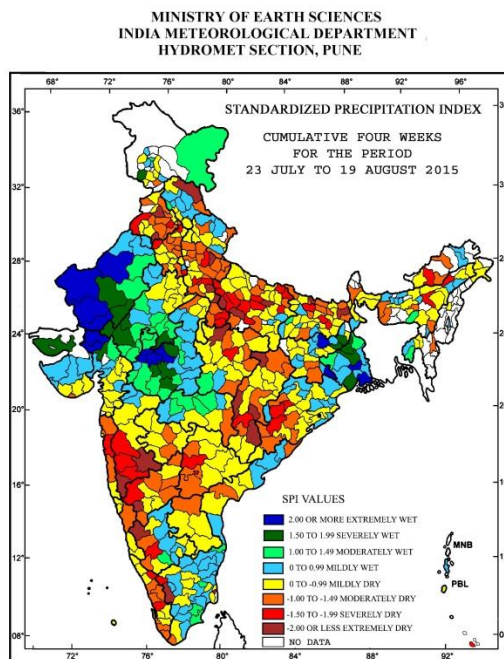 MINISTRY OF EARTH SCIENCES
INDIA METEOROLOGICAL DEPARTMENT
HYDROMET SECTION, PUNE
68° 72° 76° 80° 84° 88° 92° 96°
STANDARDIZED PRECIPITATION INDEX
CUMULATIVE FOUR WEEKS
FOR THE PERIOD
23 JULY TO 19 AUGUST 2015
36°
32°
28°
24°
20°
16°
12°
08°
SPI VALUES
2.00 OR MORE EXTREMELY WET
1.50 TO 1.99 SEVERELY WET
1.00 TO 1.49 MODERATELY WET
0 TO 0.99 MILDLY WET
0 TO -0.99 MILDLY DRY
-1.00 TO -1.49 MODERATELY DRY
-1.50 TO -1.99 SEVERELY DRY
-2.00 OR LESS EXTREMELY DRY
NO DATA
MNB
PBL
72° 76° 80° 84° 88° 92°